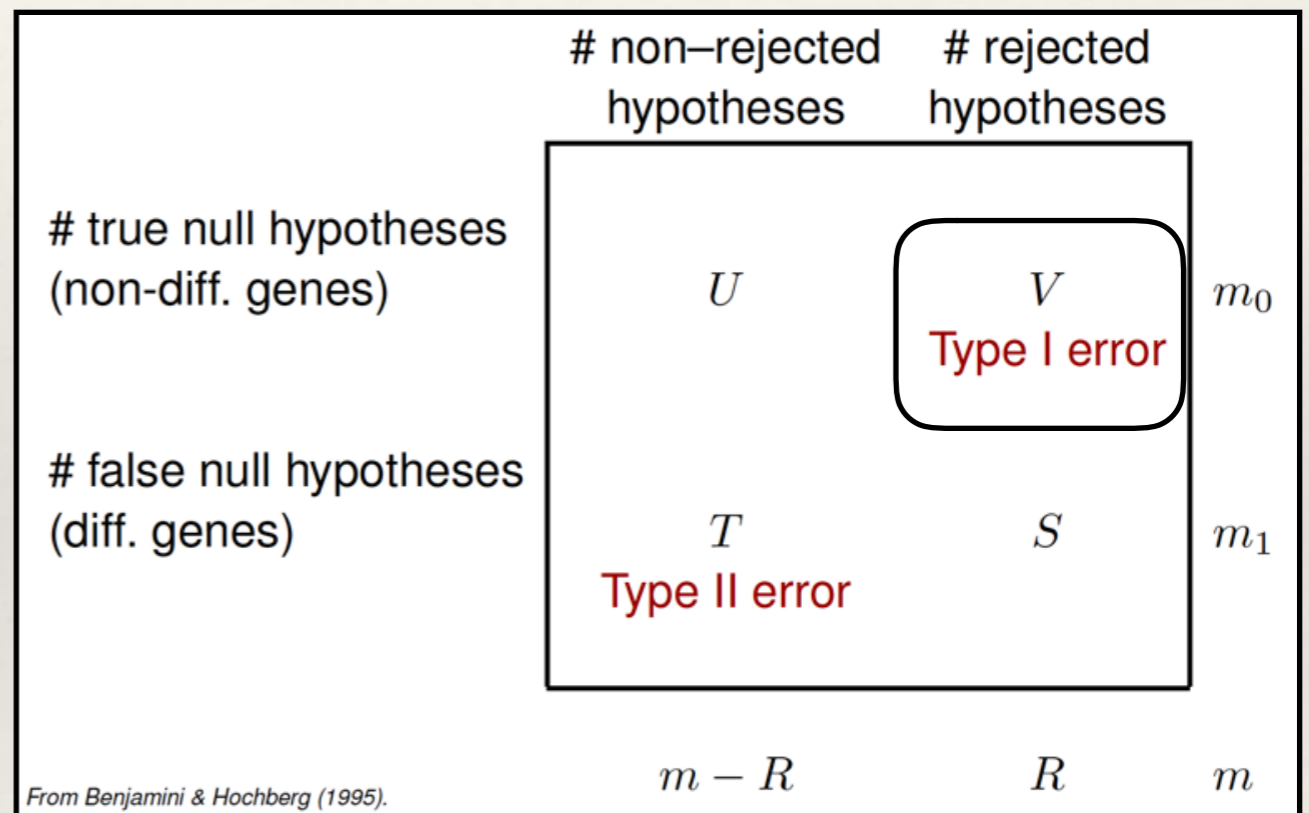 # non–rejected # rejected
hypotheses hypotheses
# true null hypotheses
(non-diff. genes)
U V m₀
Type I error
# false null hypotheses
(diff. genes)
T S m₁
Type II error
m − R R m
From Benjamini & Hochberg (1995).